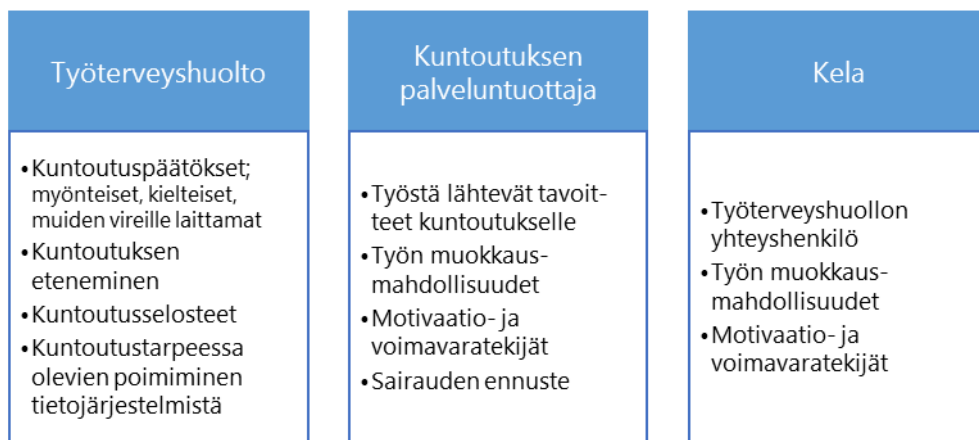 Työterveyshuolto
•Kuntoutuspäätökset;
myönteiset, kielteiset,
muiden vireille laittamat
•Kuntoutuksen
eteneminen
•Kuntoutusselosteet
•Kuntoutustarpeessa
olevien poimiminen
tietojärjestelmistä
Kuntoutuksen
palveluntuottaja
•Työstä lähtevät tavoit-
teet kuntoutukselle
•Työn muokkaus-
mahdollisuudet
•Motivaatio- ja
voimavaratekijät
•Sairauden ennuste
Kela
•Työterveyshuollon
yhteyshenkilö
•Työn muokkaus-
mahdollisuudet
•Motivaatio- ja
voimavaratekijät